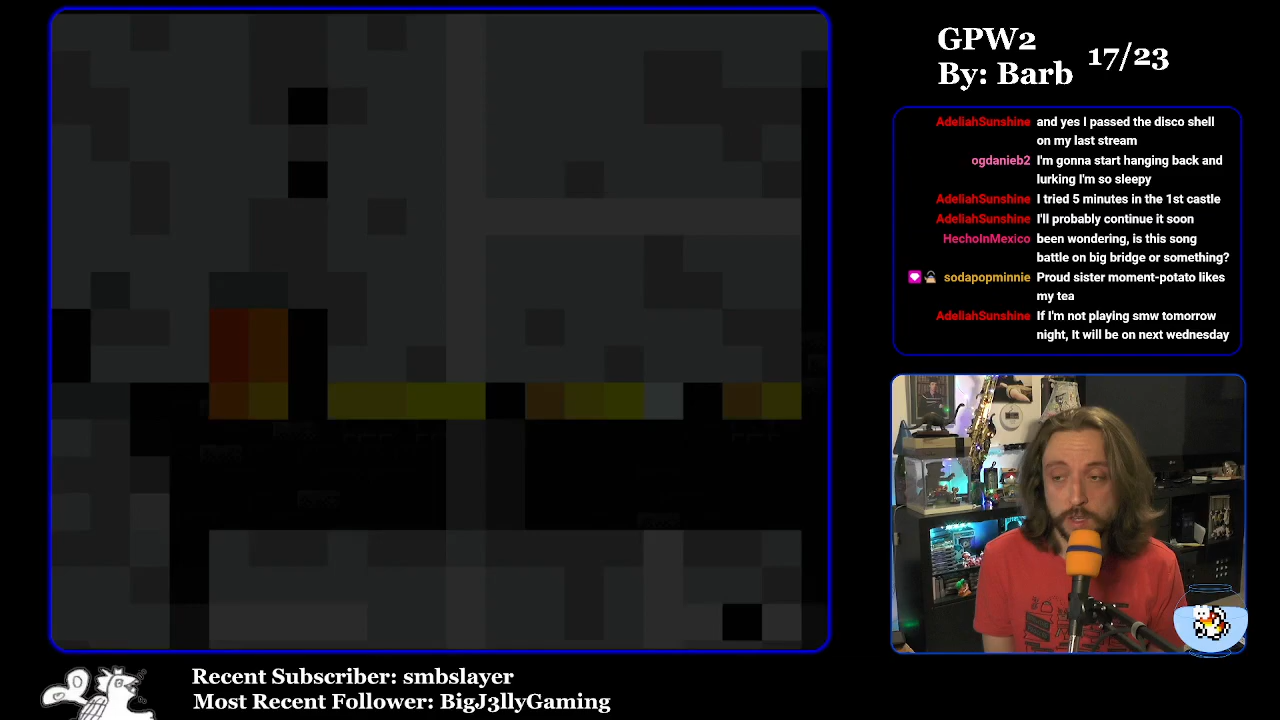 GPW2
By: Barb
17/23
AdeliahSunshine and yes I passed the disco shell
on my last stream
ogdanieb2 I'm gonna start hanging back and
lurking I'm so sleepy
AdeliahSunshine I tried 5 minutes in the 1st castle
AdeliahSunshine I'll probably continue it soon
HechoInMexico been wondering, is this song
battle on big bridge or something?
sodapopminnie Proud sister moment-potato likes
my tea
AdeliahSunshine If I'm not playing smw tomorrow
night, It will be on next wednesday
Recent Subscriber: smbslayer
Most Recent Follower: BigJ3llyGaming